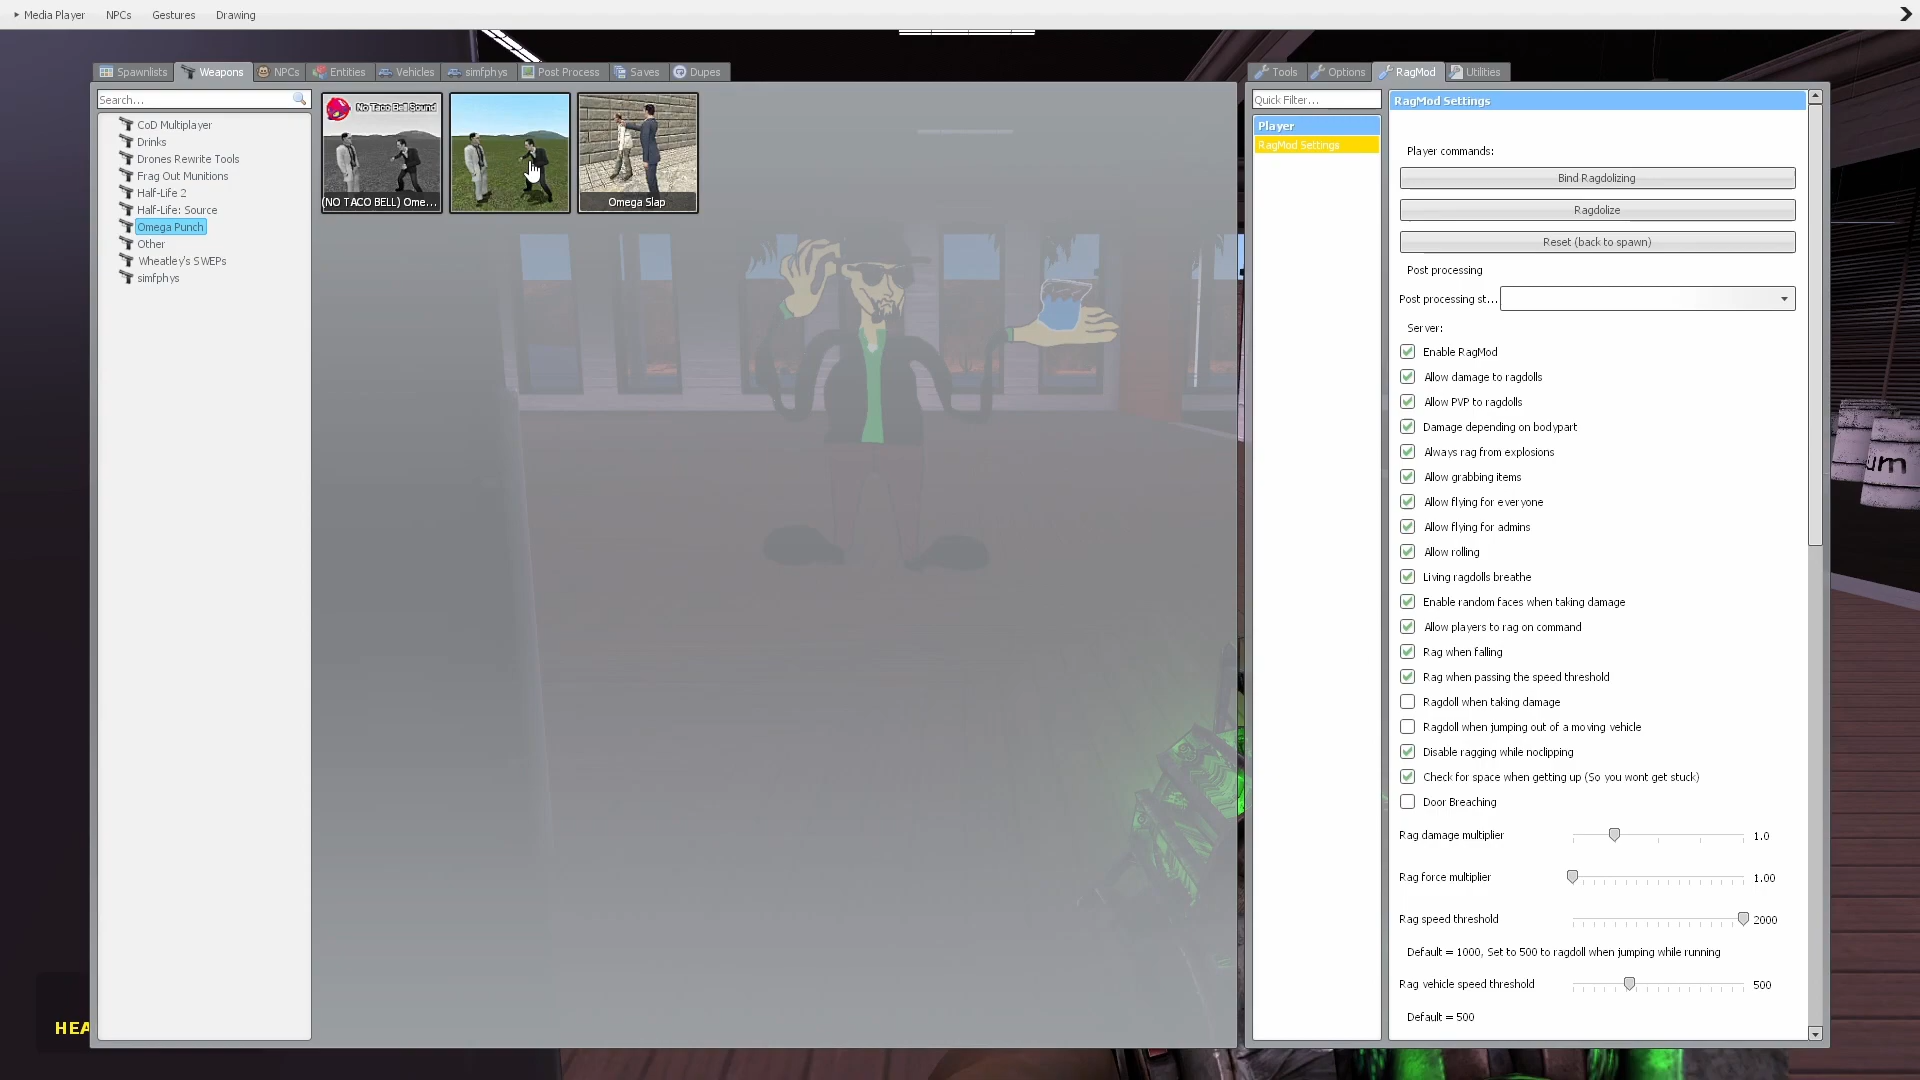 Media Player NPCs Gestures Drawing
Spawnlists Weapons NPCs Entities Vehicles simfphys Post Process Saves Dupes
Search...
CoD Multiplayer
Drinks
Drones Rewrite Tools
Frag Out Munitions
Half-Life 2
Half-Life: Source
Omega Punch
Other
Wheatley's SWEPs
simfphys
No Taco Bell Sound
(NO TACO BELL) Ome...
Omega Slap
Tools Options RagMod Utilities
Quick Filter...
Player
RagMod Settings
RagMod Settings
Player commands:
Bind Ragdolizing
Ragdolize
Reset (back to spawn)
Post processing
Post processing st...
Server:
Enable RagMod
Allow damage to ragdolls
Allow PVP to ragdolls
Damage depending on bodypart
Always rag from explosions
Allow grabbing items
Allow flying for everyone
Allow flying for admins
Allow rolling
Living ragdolls breathe
Enable random faces when taking damage
Allow players to rag on command
Rag when falling
Rag when passing the speed threshold
Ragdoll when taking damage
Ragdoll when jumping out of a moving vehicle
Disable ragging while noclipping
Check for space when getting up (So you wont get stuck)
Door Breaching
Rag damage multiplier 1.0
Rag force multiplier 1.00
Rag speed threshold 2000
Default = 1000, Set to 500 to ragdoll when jumping while running
Rag vehicle speed threshold 500
Default = 500
HEA
um